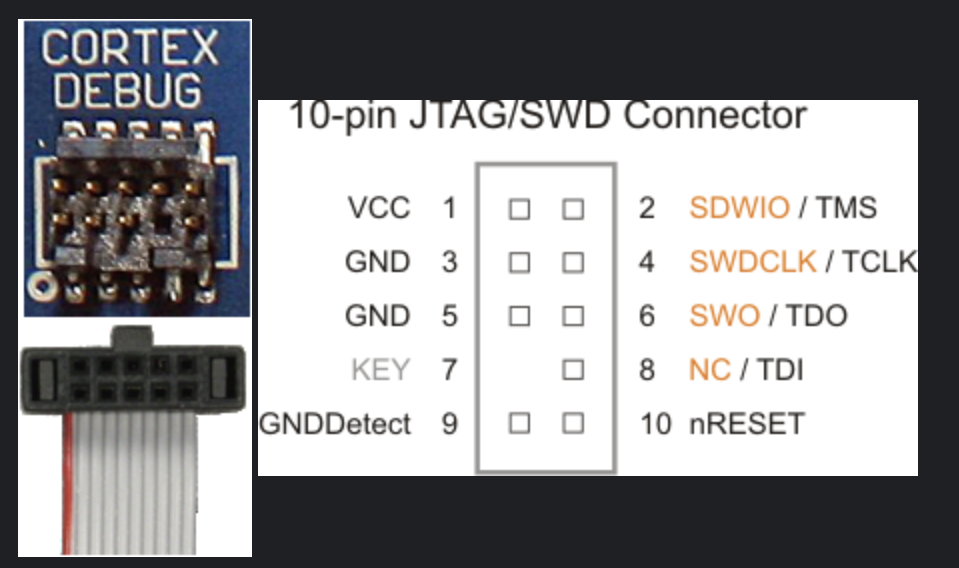 CORTEX
DEBUG
10-pin JTAG/SWD Connector
VCC 1 2 SDWIO / TMS
GND 3 4 SWDCLK / TCLK
GND 5 6 SWO / TDO
KEY 7 8 NC / TDI
GNDDetect 9 10 nRESET